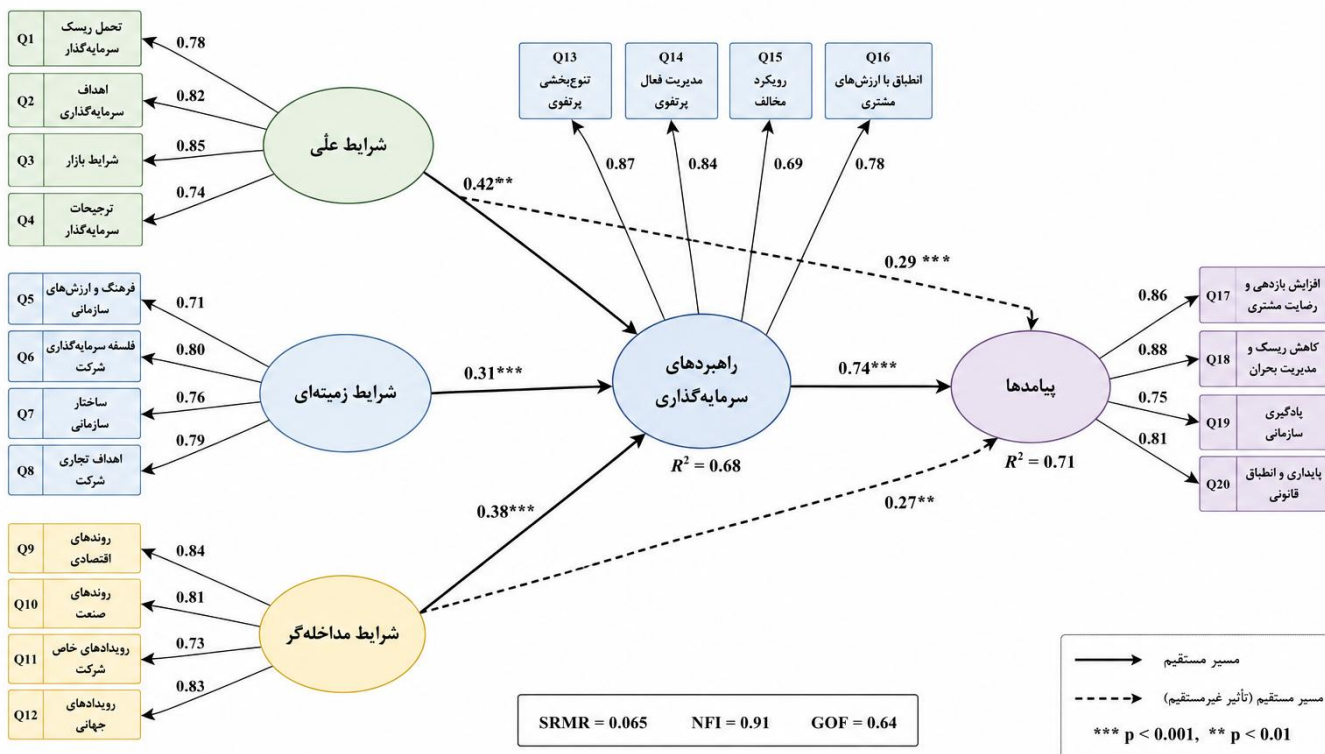 Q1
تحمل ریسک
سرمایه‌گذار
0.78
Q2
اهداف
سرمایه‌گذاری
0.82
Q3
شرایط بازار
0.85
Q4
ترجیحات
سرمایه‌گذار
0.74
شرایط علّی
Q5
فرهنگ و ارزش‌های
سازمانی
0.71
Q6
فلسفه سرمایه‌گذاری
شرکت
0.80
Q7
ساختار
سازمانی
0.76
Q8
اهداف تجاری
شرکت
0.79
شرایط زمینه‌ای
Q9
روندهای
اقتصادی
0.84
Q10
روندهای
صنعت
0.81
Q11
رویدادهای خاص
شرکت
0.73
Q12
رویدادهای
جهانی
0.83
شرایط مداخله‌گر
Q13
تنوع‌بخشی
پرتفوی
0.87
Q14
مدیریت فعال
پرتفوی
0.84
Q15
رویکرد
مخالف
0.69
Q16
انطباق با ارزش‌های
مشتری
0.78
0.42**
0.29 ***
0.31***
0.38***
0.27**
0.74***
راهبردهای
سرمایه‌گذاری
R² = 0.68
پیامدها
R² = 0.71
0.86
Q17
افزایش بازدهی و
رضایت مشتری
0.88
Q18
کاهش ریسک و
مدیریت بحران
0.75
Q19
یادگیری
سازمانی
0.81
Q20
پایداری و انطباق
قانونی
SRMR = 0.065 NFI = 0.91 GOF = 0.64
مسیر مستقیم
مسیر مستقیم (تأثیر غیرمستقیم)
*** p < 0.001, ** p < 0.01